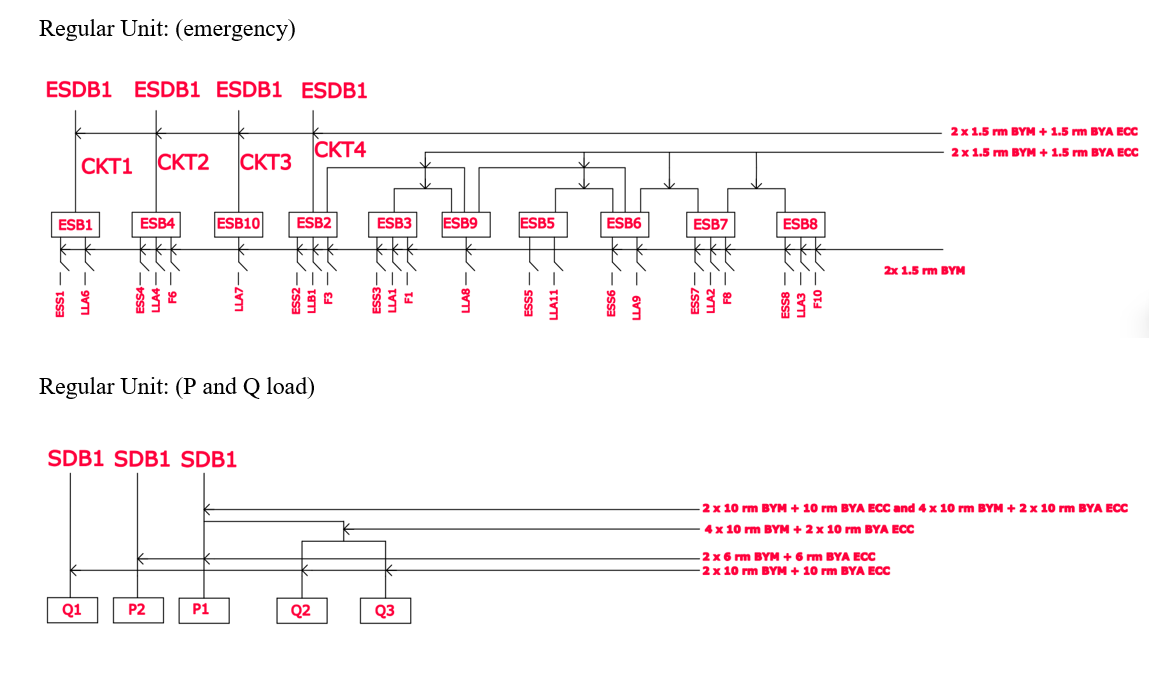 Regular Unit: (emergency)
ESDB1 ESDB1 ESDB1 ESDB1
2 x 1.5 rm BYM + 1.5 rm BYA ECC
2 x 1.5 rm BYM + 1.5 rm BYA ECC
CKT1 CKT2 CKT3 CKT4
ESB1 ESB4 ESB10 ESB2 ESB3 ESB9 ESB5 ESB6 ESB7 ESB8
2x 1.5 rm BYM
ESS1 LLA6 ESS4 LLA4 F6 LLA7 ESS2 LLB1 F3 ESS3 LLA1 F1 LLA8 ESS5 LLA11 ESS6 LLA9 ESS7 LLA2 F8 ESS8 LLA3 F10
Regular Unit: (P and Q load)
SDB1 SDB1 SDB1
2 x 10 rm BYM + 10 rm BYA ECC and 4 x 10 rm BYM + 2 x 10 rm BYA ECC
4 x 10 rm BYM + 2 x 10 rm BYA ECC
2 x 6 rm BYM + 6 rm BYA ECC
2 x 10 rm BYM + 10 rm BYA ECC
Q1 P2 P1 Q2 Q3